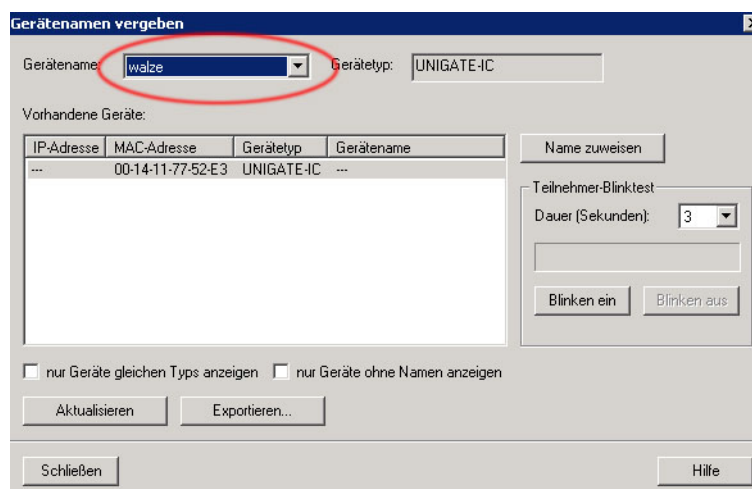 Gerätenamen vergeben
Gerätename: walze Gerätetyp: UNIGATE-IC
Vorhandene Geräte:
IP-Adresse MAC-Adresse Gerätetyp Gerätename
--- 00-14-11-77-52-E3 UNIGATE-IC ---
Name zuweisen
Teilnehmer-Blinktest
Dauer (Sekunden): 3
Blinken ein Blinken aus
nur Geräte gleichen Typs anzeigen nur Geräte ohne Namen anzeigen
Aktualisieren Exportieren...
Schließen Hilfe